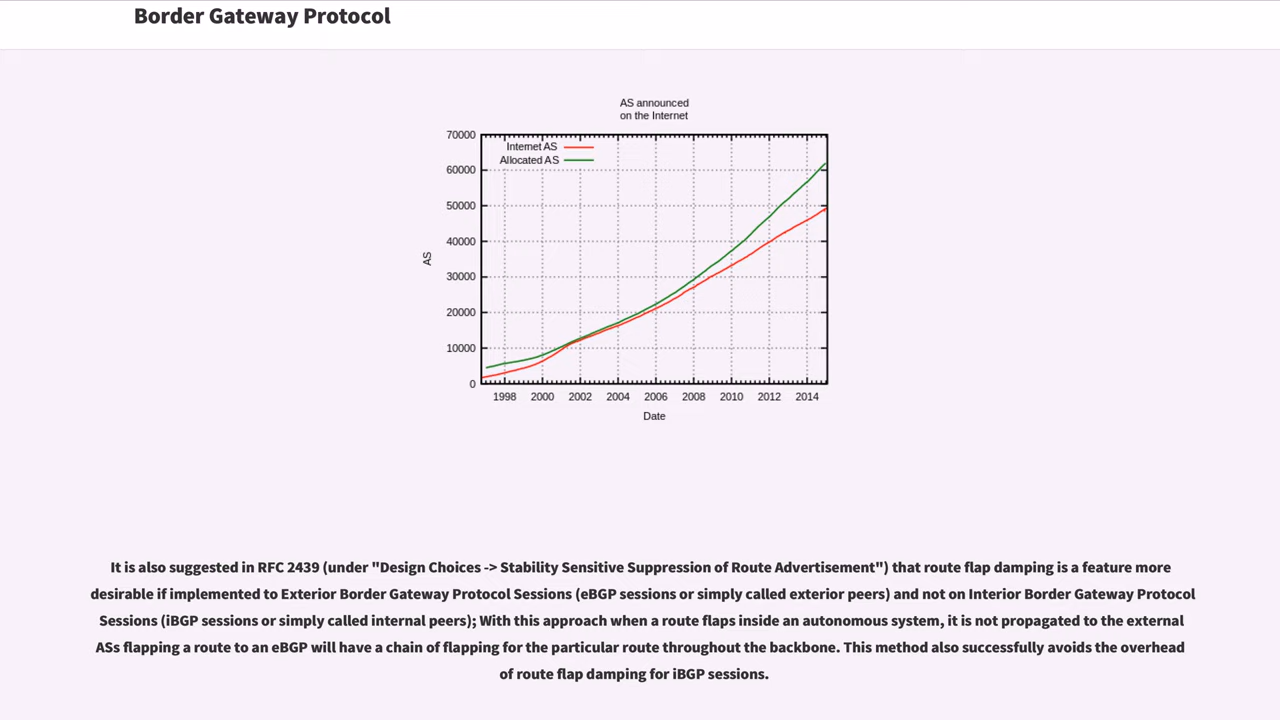 Border Gateway Protocol
AS announced
on the Internet
70000
Internet AS
Allocated AS
60000
50000
40000
AS
30000
20000
10000
0
1998 2000 2002 2004 2006 2008 2010 2012 2014
Date
It is also suggested in RFC 2439 (under "Design Choices -> Stability Sensitive Suppression of Route Advertisement") that route flap damping is a feature more
desirable if implemented to Exterior Border Gateway Protocol Sessions (eBGP sessions or simply called exterior peers) and not on Interior Border Gateway Protocol
Sessions (iBGP sessions or simply called internal peers); With this approach when a route flaps inside an autonomous system, it is not propagated to the external
ASs flapping a route to an eBGP will have a chain of flapping for the particular route throughout the backbone. This method also successfully avoids the overhead
of route flap damping for iBGP sessions.